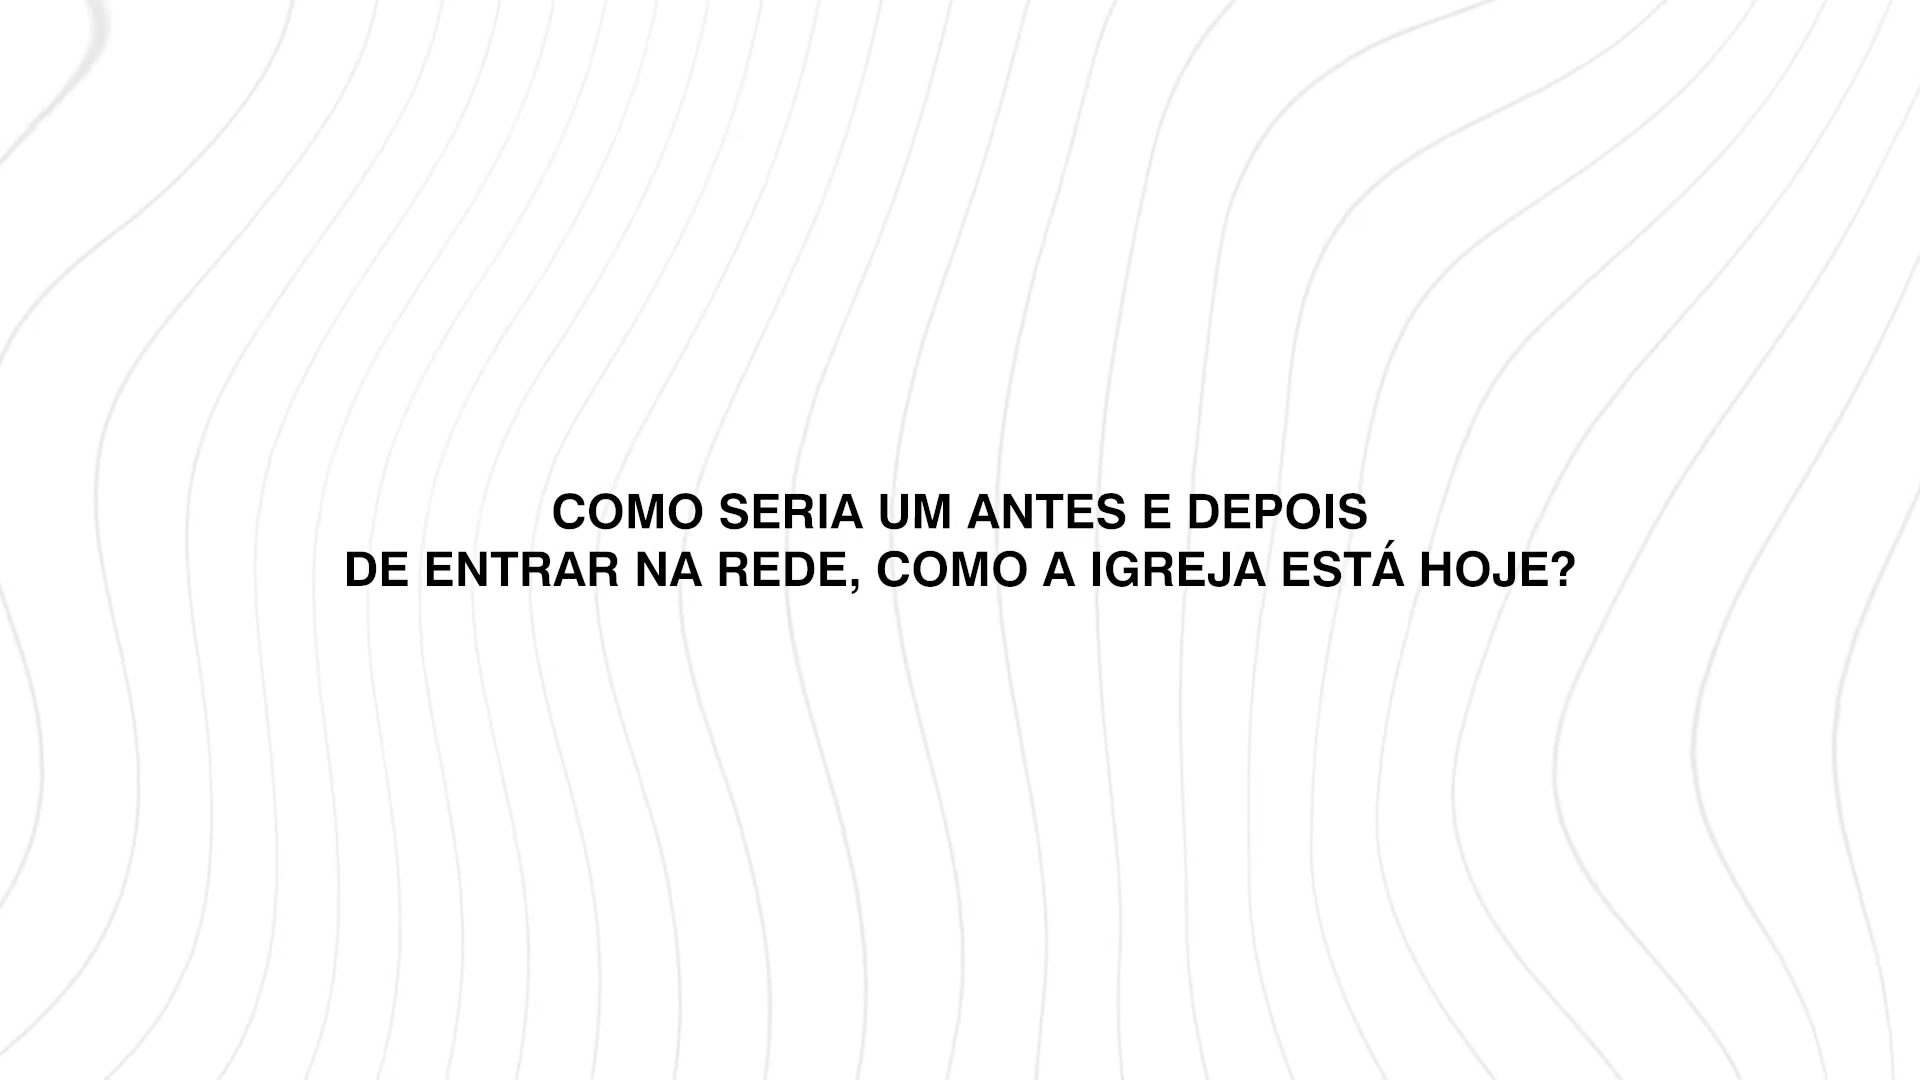 COMO SERIA UM ANTES E DEPOIS
DE ENTRAR NA REDE, COMO A IGREJA ESTÁ HOJE?